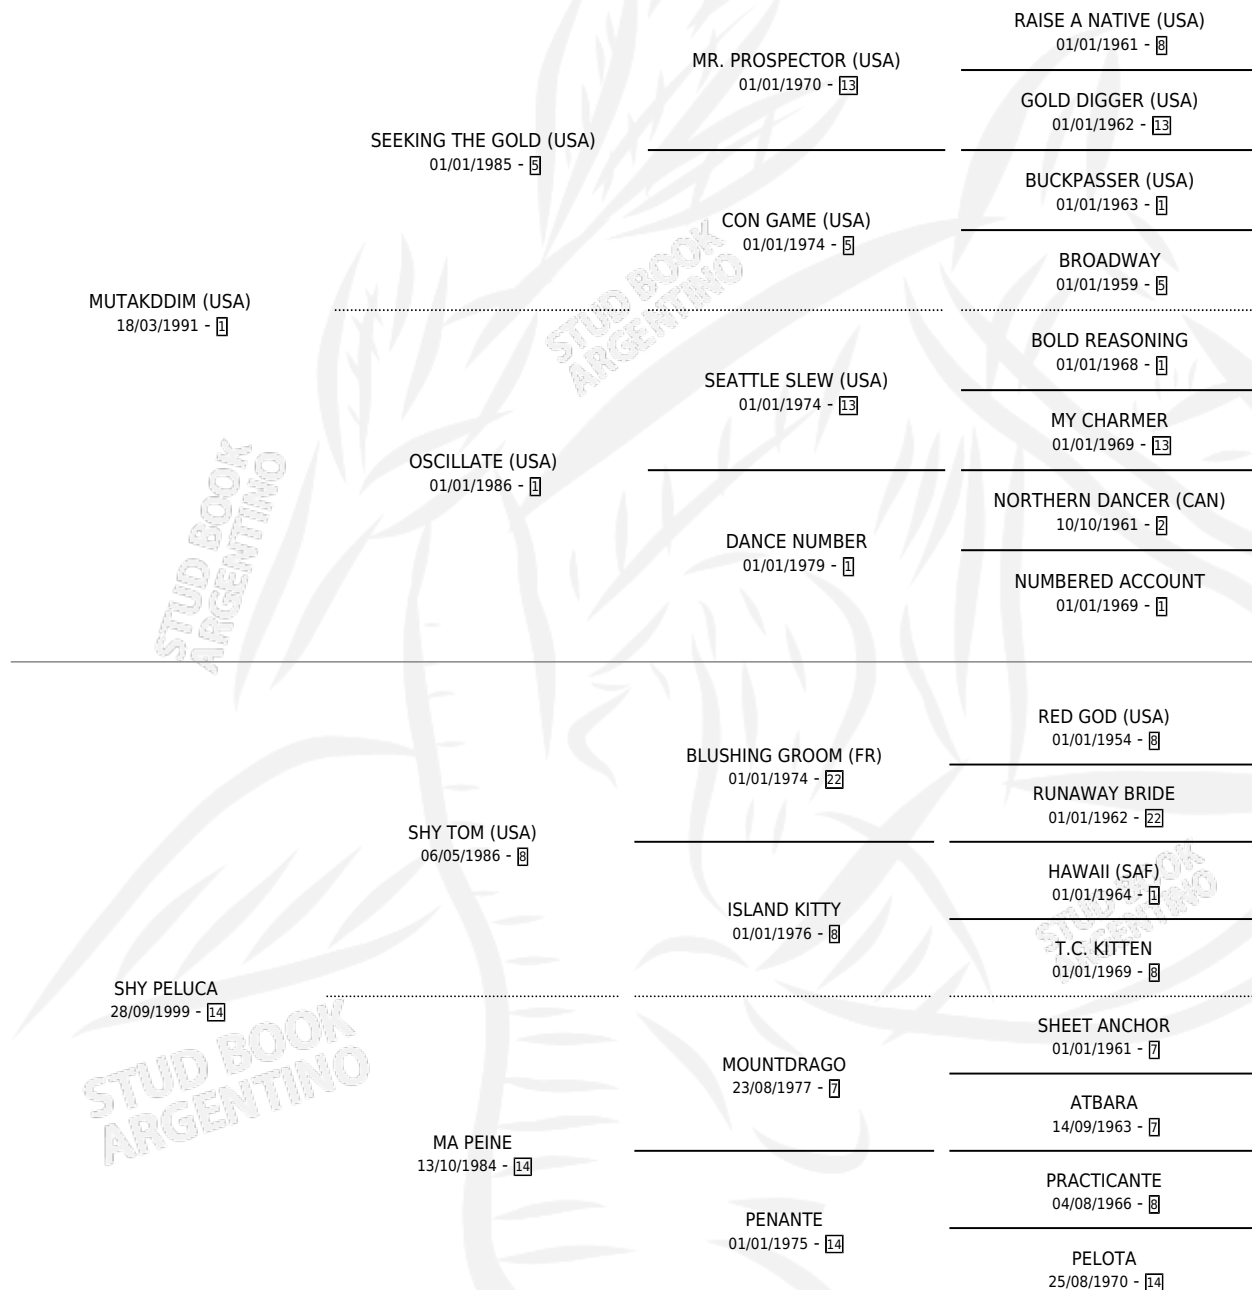 RAISE A NATIVE (USA)
01/01/1961 - 8
MR. PROSPECTOR (USA)
01/01/1970 - 13
GOLD DIGGER (USA)
01/01/1962 - 13
SEEKING THE GOLD (USA)
01/01/1985 - 5
BUCKPASSER (USA)
01/01/1963 - 1
CON GAME (USA)
01/01/1974 - 5
BROADWAY
01/01/1959 - 5
MUTAKDDIM (USA)
18/03/1991 - 1
BOLD REASONING
01/01/1968 - 1
SEATTLE SLEW (USA)
01/01/1974 - 13
MY CHARMER
01/01/1969 - 13
OSCILLATE (USA)
01/01/1986 - 1
NORTHERN DANCER (CAN)
10/10/1961 - 2
DANCE NUMBER
01/01/1979 - 1
NUMBERED ACCOUNT
01/01/1969 - 1
RED GOD (USA)
01/01/1954 - 8
BLUSHING GROOM (FR)
01/01/1974 - 22
RUNAWAY BRIDE
01/01/1962 - 22
SHY TOM (USA)
06/05/1986 - 8
HAWAII (SAF)
01/01/1964 - 1
ISLAND KITTY
01/01/1976 - 8
T.C. KITTEN
01/01/1969 - 8
SHY PELUCA
28/09/1999 - 14
SHEET ANCHOR
01/01/1961 - 7
MOUNTDRAGO
23/08/1977 - 7
ATBARA
14/09/1963 - 7
MA PEINE
13/10/1984 - 14
PRACTICANTE
04/08/1966 - 8
PENANTE
01/01/1975 - 14
PELOTA
25/08/1970 - 14
STUD BOOK
ARGENTINO
STUD BOOK
ARGENTINO
STUD BOOK
ARGENTINO
STUD BOOK
ARGENTINO